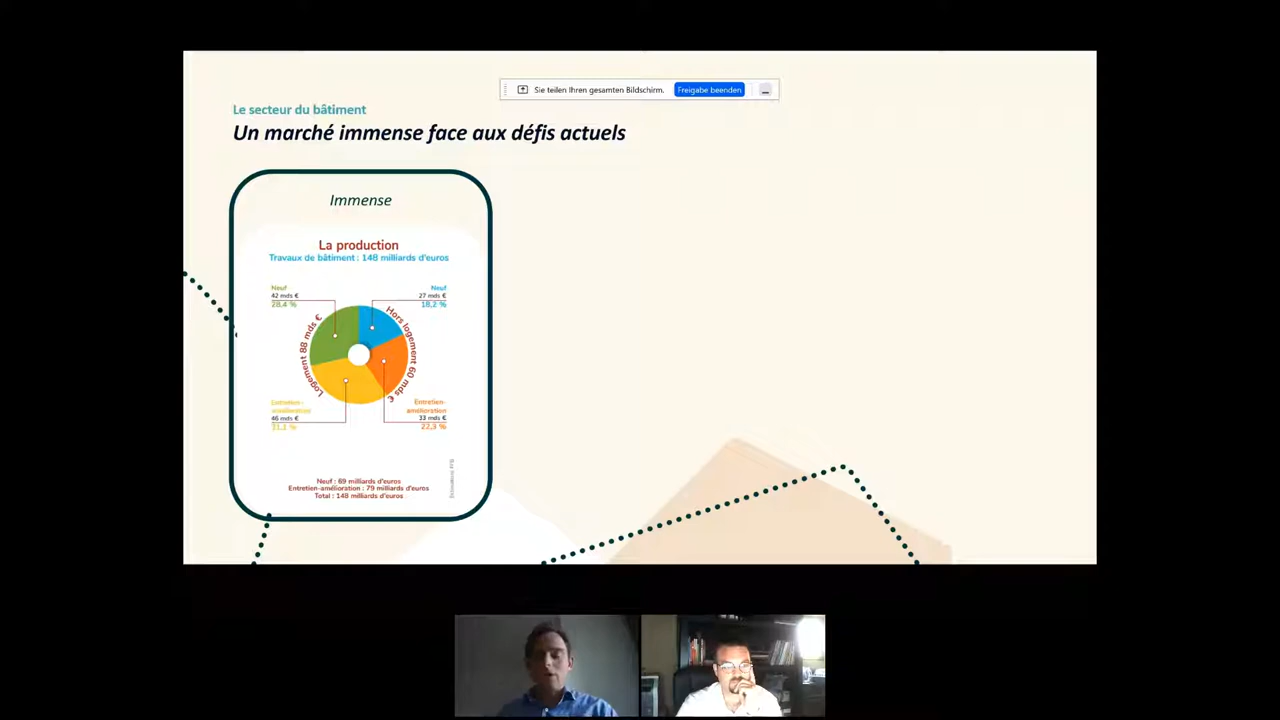 Sie teilen Ihren gesamten Bildschirm.
Freigabe beenden
Le secteur du bâtiment
Un marché immense face aux défis actuels
Immense
La production
Travaux de bâtiment : 148 milliards d'euros
Neuf
42 mds €
28,4 %
Neuf
27 mds €
18,2 %
Logement 88 mds €
Hors logement 60 mds €
Entretien-
amélioration
46 mds €
31,1 %
Entretien-
amélioration
33 mds €
22,3 %
Neuf : 69 milliards d'euros
Entretien-amélioration : 79 milliards d'euros
Total : 148 milliards d'euros